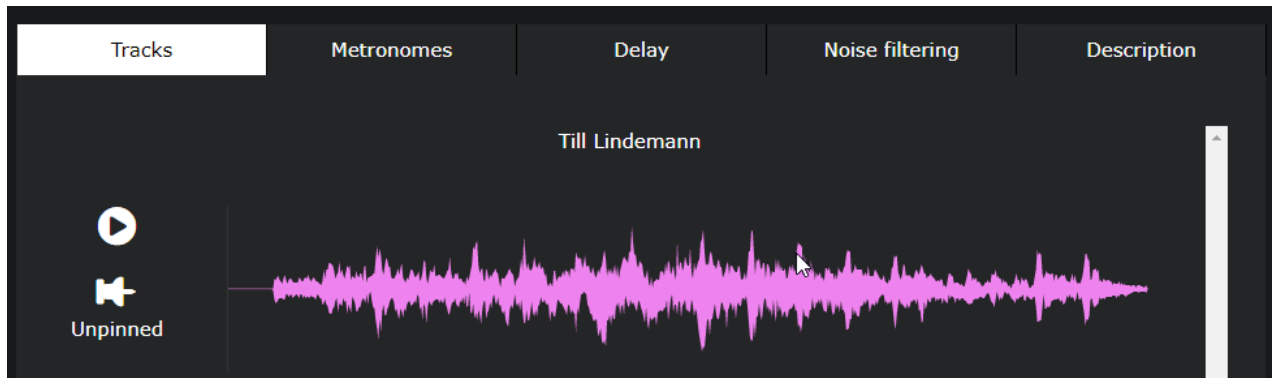 Tracks
Metronomes
Delay
Noise filtering
Description
Till Lindemann
Unpinned